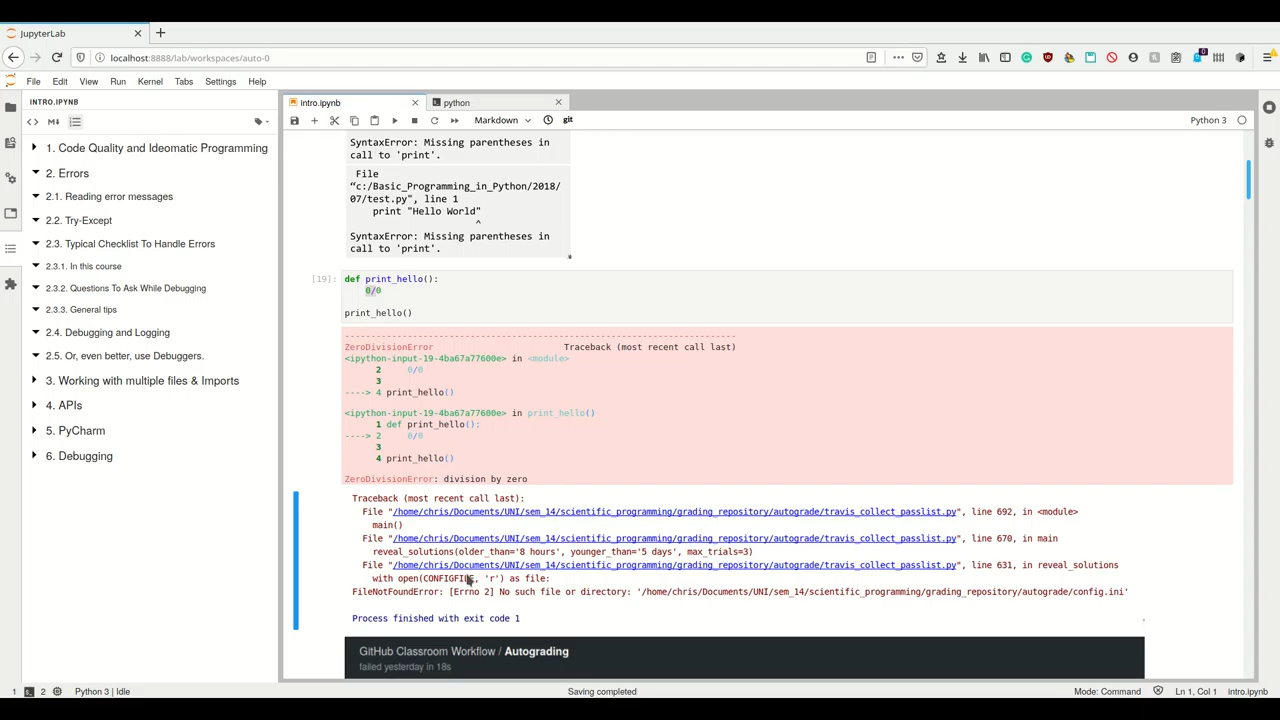 JupyterLab
localhost:8888/lab/workspaces/auto-0
File Edit View Run Kernel Tabs Settings Help
INTRO.IPYNB
1. Code Quality and Ideomatic Programming
2. Errors
2.1. Reading error messages
2.2. Try-Except
2.3. Typical Checklist To Handle Errors
2.3.1. In this course
2.3.2. Questions To Ask While Debugging
2.3.3. General tips
2.4. Debugging and Logging
2.5. Or, even better, use Debuggers.
3. Working with multiple files & Imports
4. APIs
5. PyCharm
6. Debugging
intro.ipynb
python
Markdown
git
Python 3
SyntaxError: Missing parentheses in
call to 'print'.
File
“c:/Basic_Programming_in_Python/2018/
07/test.py", line 1
print "Hello World"
^
SyntaxError: Missing parentheses in
call to 'print'.
[19]: def print_hello():
0/0
print_hello()
---------------------------------------------------------------------------
ZeroDivisionError Traceback (most recent call last)
<ipython-input-19-4ba67a77600e> in <module>
2 0/0
3
----> 4 print_hello()
<ipython-input-19-4ba67a77600e> in print_hello()
1 def print_hello():
----> 2 0/0
3
4 print_hello()
ZeroDivisionError: division by zero
Traceback (most recent call last):
File "/home/chris/Documents/UNI/sem_14/scientific_programming/grading_repository/autograde/travis_collect_passlist.py", line 692, in <module>
main()
File "/home/chris/Documents/UNI/sem_14/scientific_programming/grading_repository/autograde/travis_collect_passlist.py", line 670, in main
reveal_solutions(older_than='8 hours', younger_than='5 days', max_trials=3)
File "/home/chris/Documents/UNI/sem_14/scientific_programming/grading_repository/autograde/travis_collect_passlist.py", line 631, in reveal_solutions
with open(CONFIGFILE, 'r') as file:
FileNotFoundError: [Errno 2] No such file or directory: '/home/chris/Documents/UNI/sem_14/scientific_programming/grading_repository/autograde/config.ini'
Process finished with exit code 1
GitHub Classroom Workflow / Autograding
failed yesterday in 18s
1 2 Python 3 | Idle
Saving completed
Mode: Command Ln 1, Col 1 intro.ipynb